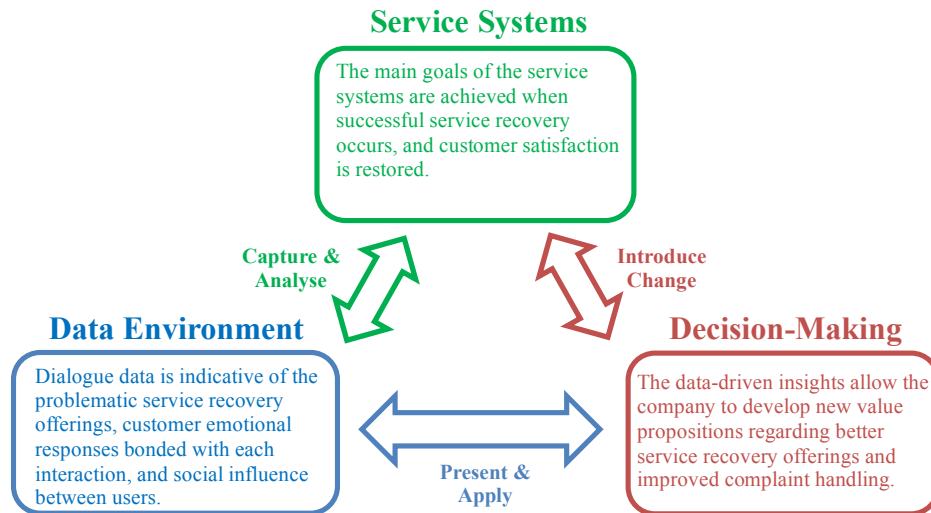 Service Systems
The main goals of the service
systems are achieved when
successful service recovery
occurs, and customer satisfaction
is restored.
Capture &
Analyse
Introduce
Change
Data Environment
Dialogue data is indicative of the
problematic service recovery
offerings, customer emotional
responses bonded with each
interaction, and social influence
between users.
Decision-Making
The data-driven insights allow the
company to develop new value
propositions regarding better
service recovery offerings and
improved complaint handling.
Present &
Apply